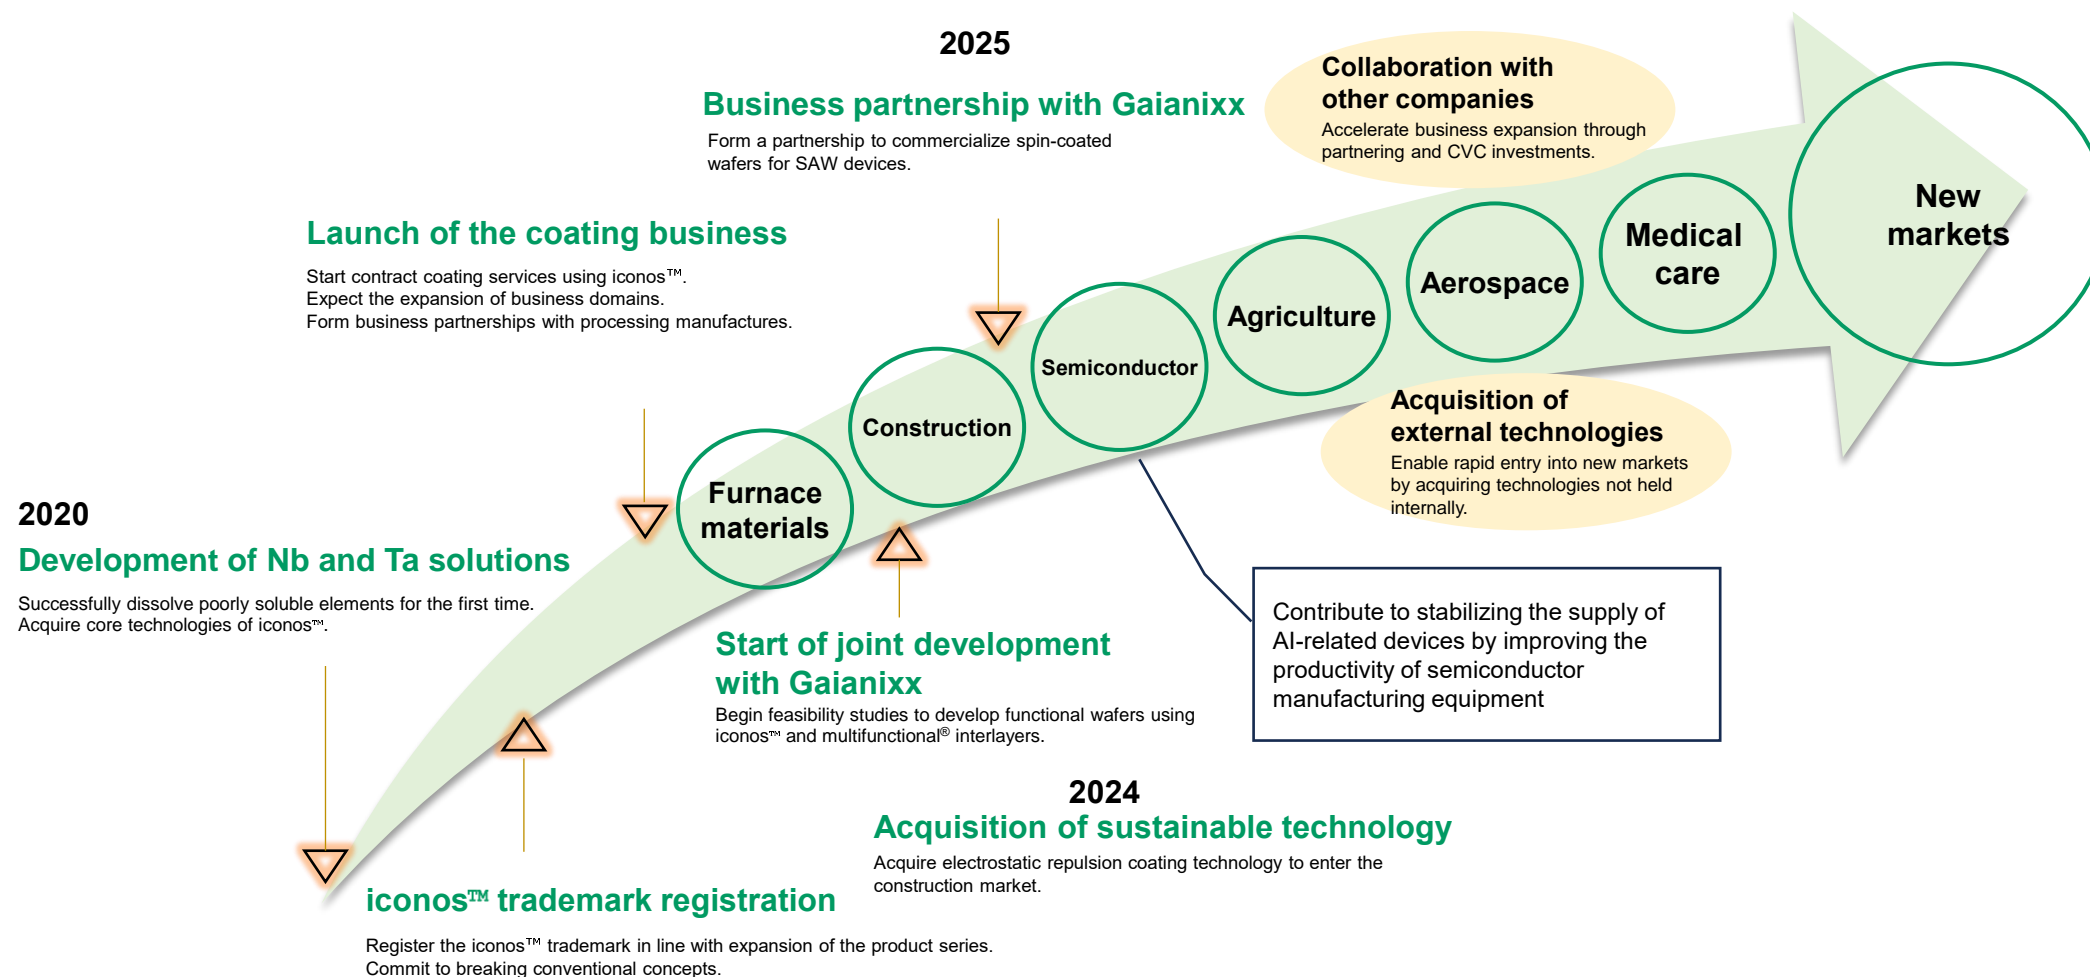 2025
Business partnership with Gaianixx
Form a partnership to commercialize spin-coated
wafers for SAW devices.
Collaboration with
other companies
Accelerate business expansion through
partnering and CVC investments.
Launch of the coating business
Start contract coating services using iconos™.
Expect the expansion of business domains.
Form business partnerships with processing manufactures.
New
markets
Medical
care
Aerospace
Agriculture
Semiconductor
Construction
Furnace
materials
Acquisition of
external technologies
Enable rapid entry into new markets
by acquiring technologies not held
internally.
2020
Development of Nb and Ta solutions
Successfully dissolve poorly soluble elements for the first time.
Acquire core technologies of iconos™.
Start of joint development
with Gaianixx
Begin feasibility studies to develop functional wafers using
iconos™ and multifunctional® interlayers.
Contribute to stabilizing the supply of
AI-related devices by improving the
productivity of semiconductor
manufacturing equipment
2024
Acquisition of sustainable technology
Acquire electrostatic repulsion coating technology to enter the
construction market.
iconos™ trademark registration
Register the iconos™ trademark in line with expansion of the product series.
Commit to breaking conventional concepts.